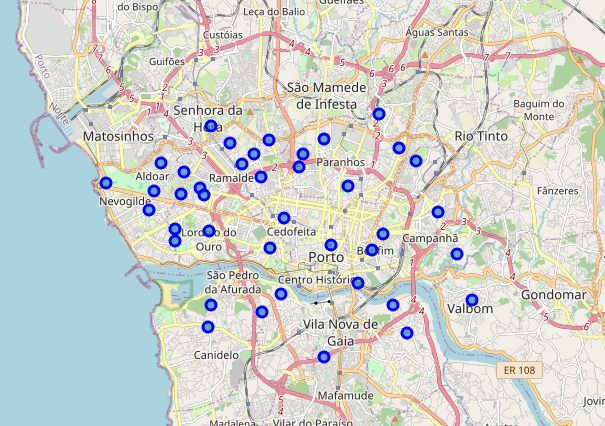 Leça do Balio
Gueifães
do Bispo
Custóias
Águas Santas
Guifões
Porto
Norte
São Mamede
de Infesta
Senhora da
Hora
Baguim do
Monte
Matosinhos
Rio Tinto
Paranhos
Aldoar
Ramalde
Fânzeres
Nevogilde
Lordelo do
Ouro
Cedofeita
Campanhã
Bonfim
Porto
São Pedro
da Afurada
Centro Histórico
Gondomar
Valbom
Vila Nova de
Gaia
Canidelo
ER 108
Mafamude
Jovim
Madalena
Vilar do Paraíso